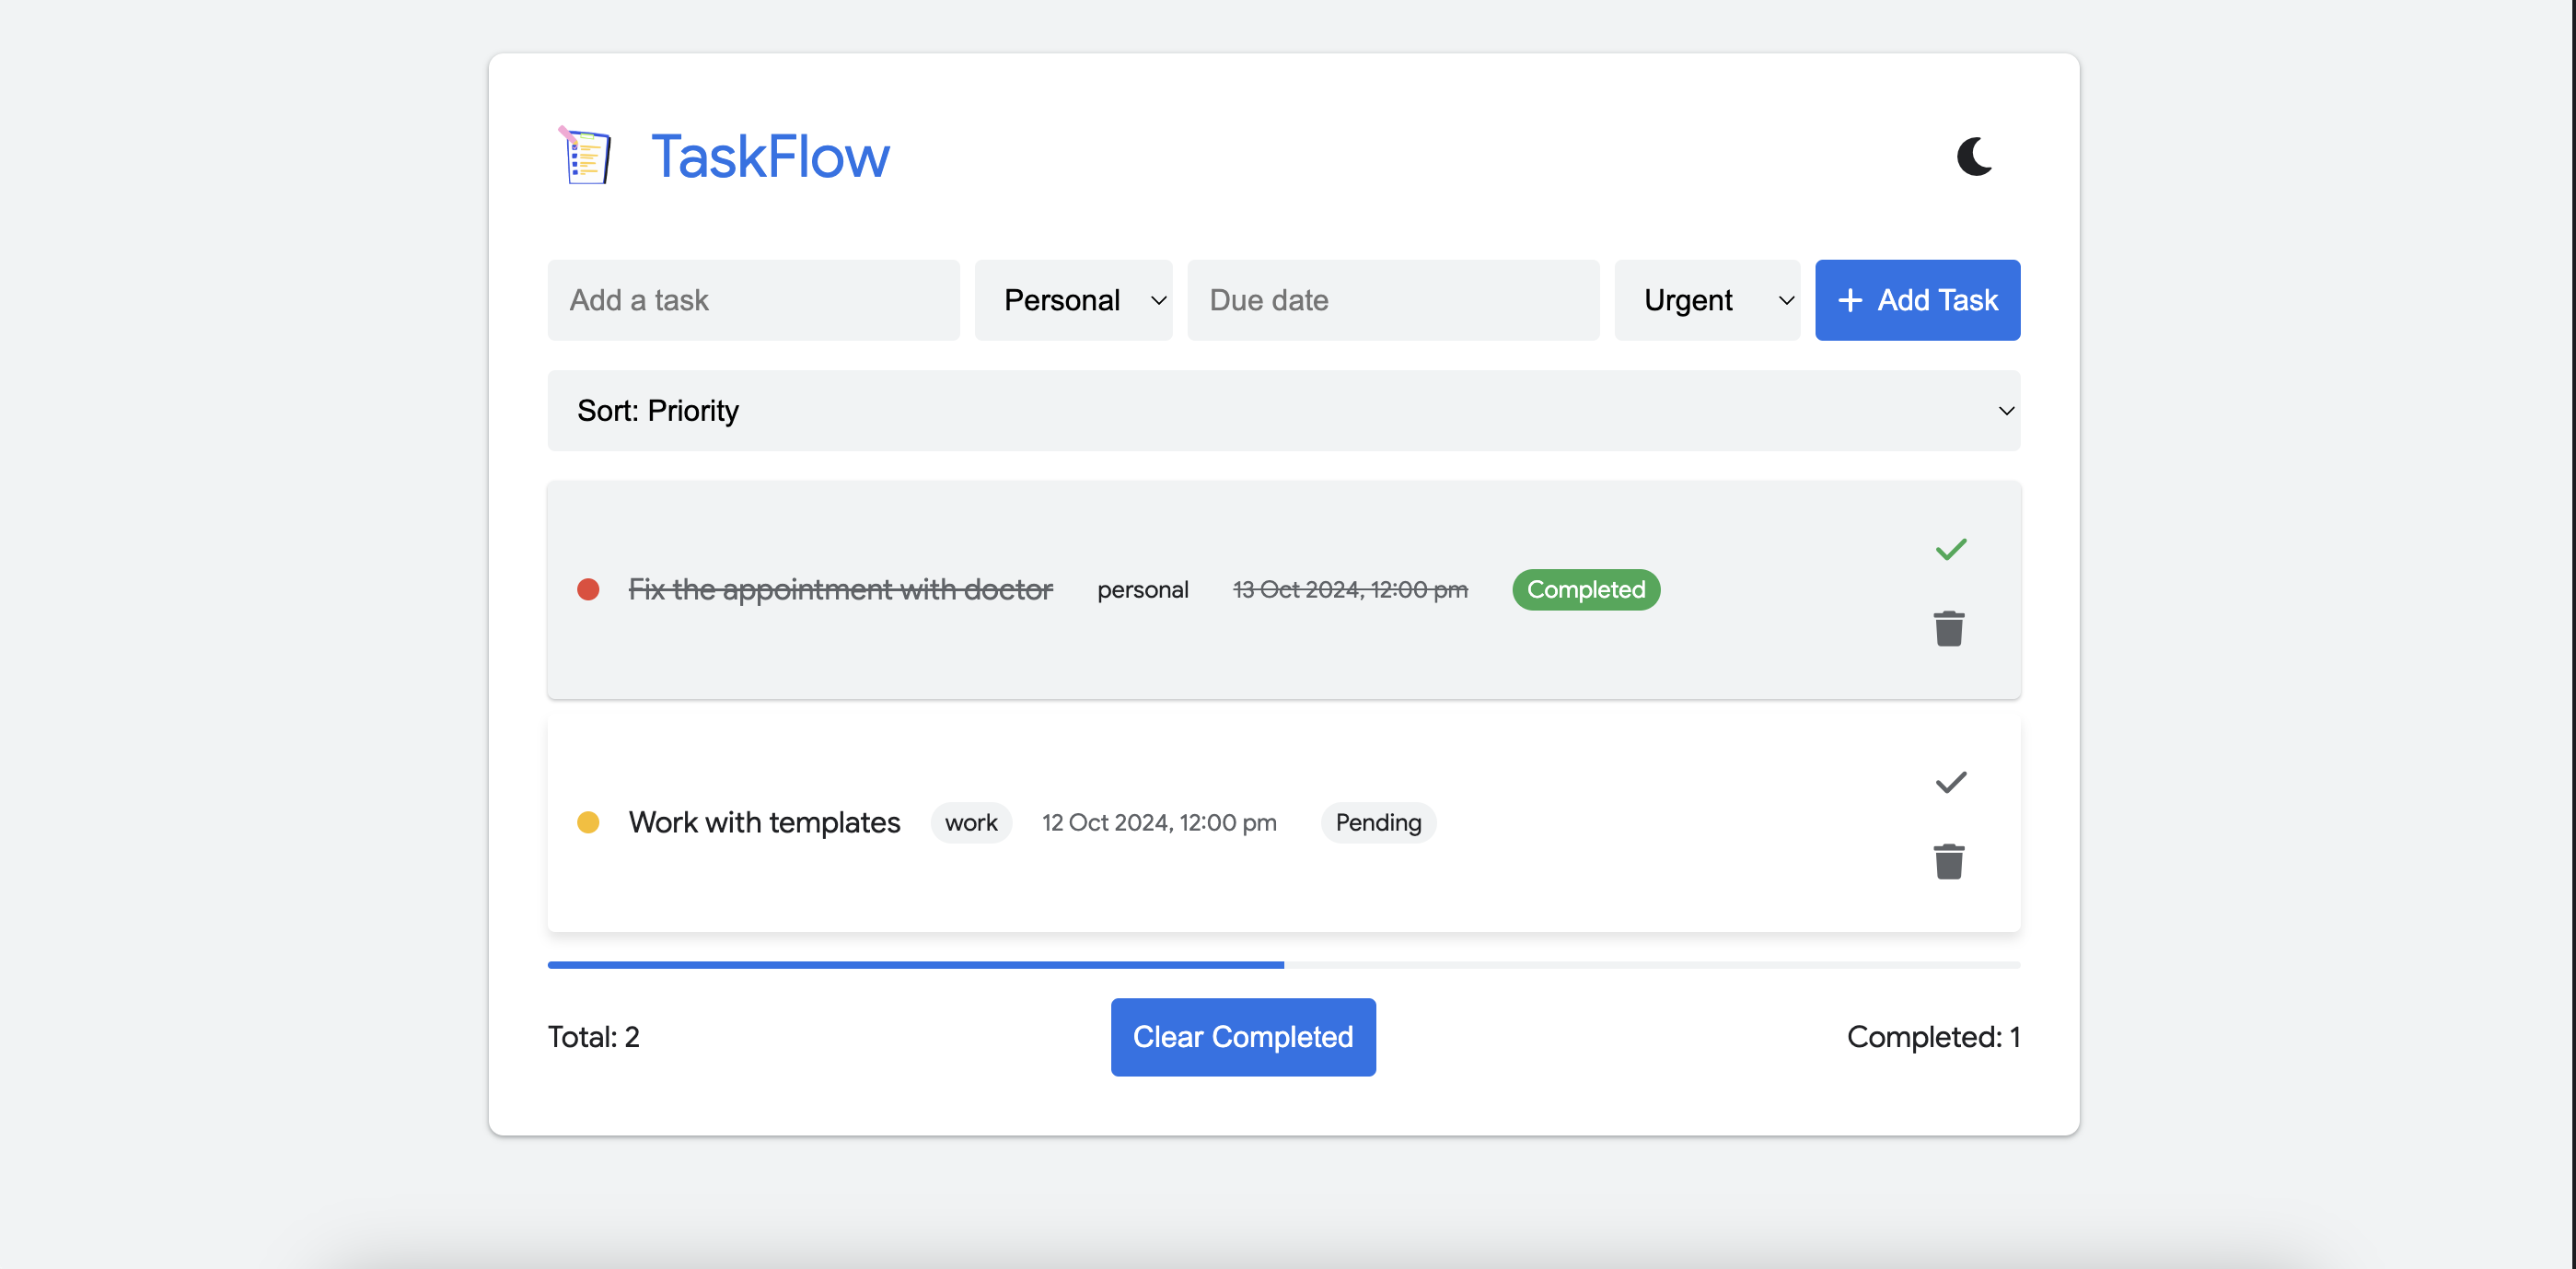 TaskFlow
Add a task Personal Due date Urgent + Add Task
Sort: Priority
Fix the appointment with doctor personal 13 Oct 2024, 12:00 pm Completed
Work with templates work 12 Oct 2024, 12:00 pm Pending
Total: 2 Clear Completed Completed: 1